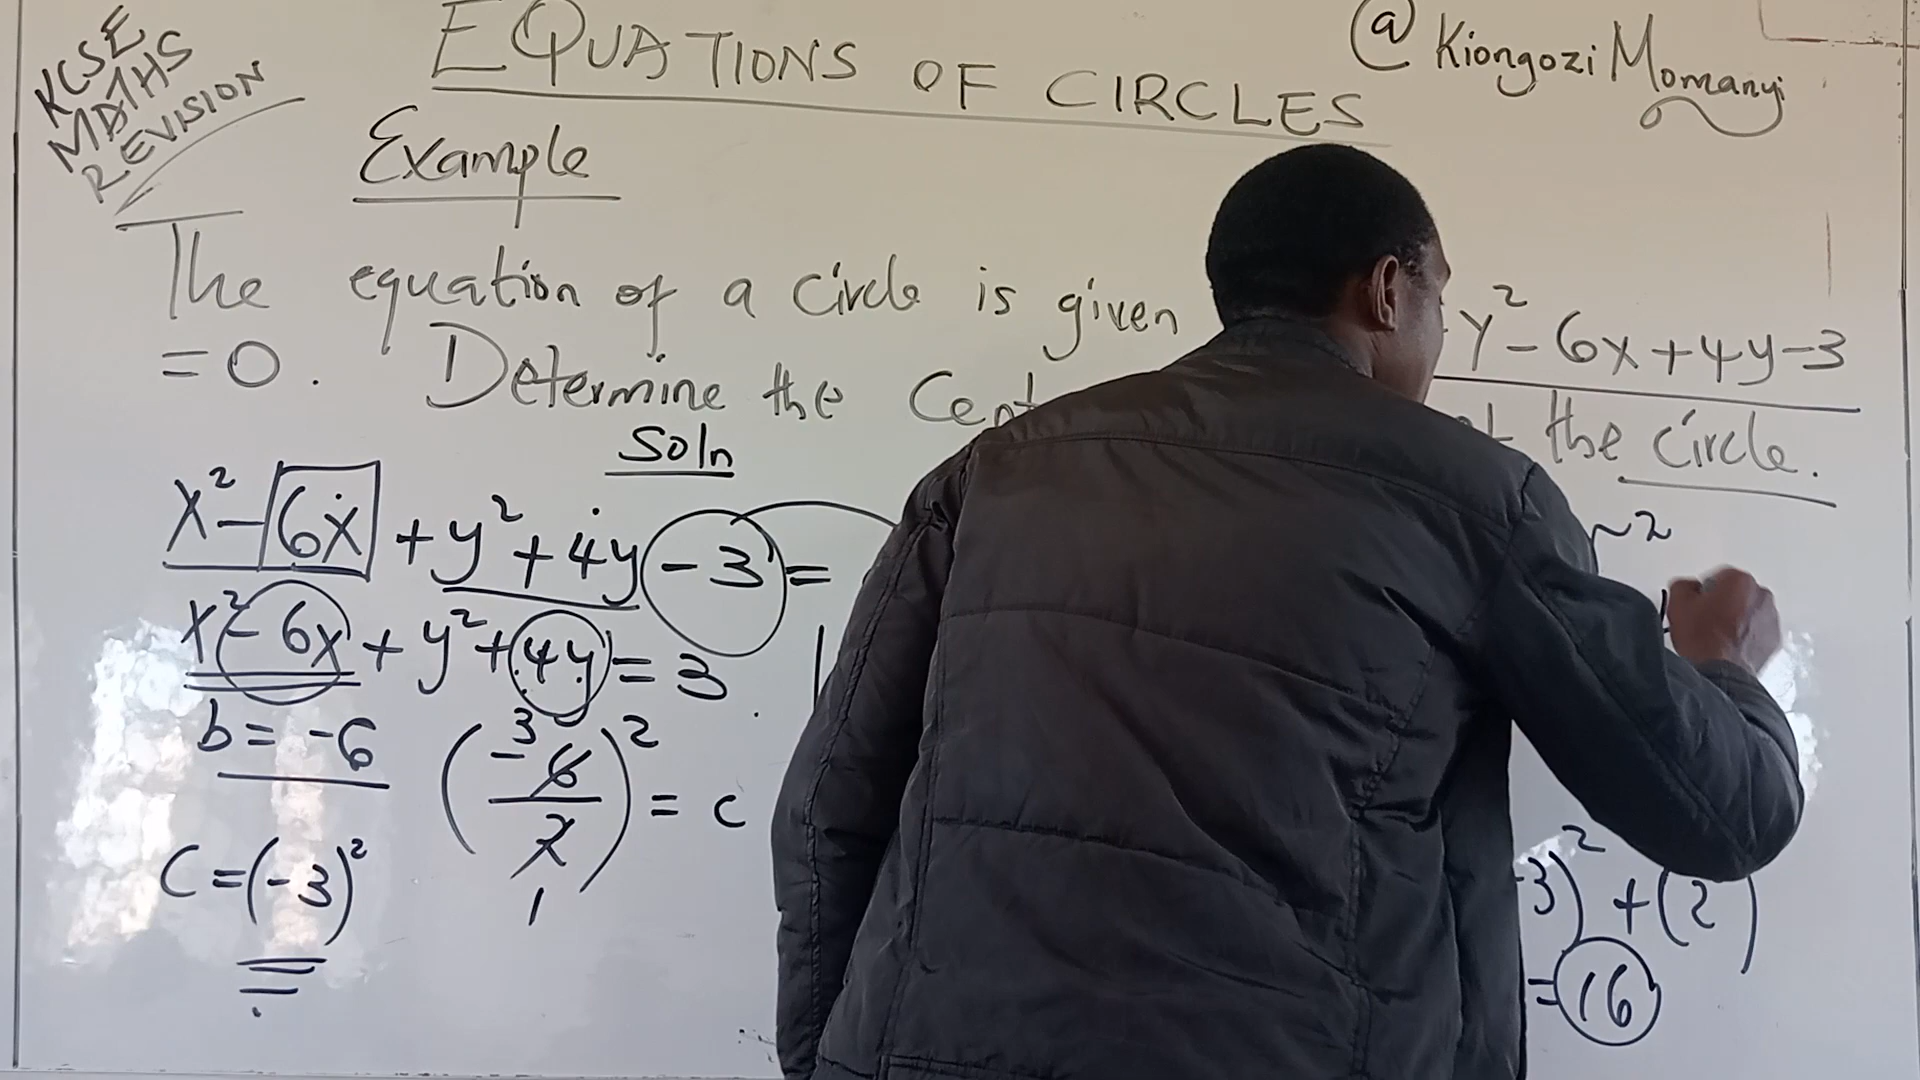 KCSE
MATHS
REVISION
EQUATIONS OF CIRCLES
@Kiongozi Momanyi
Example
The equation of a circle is given y² - 6x + 4y - 3
= 0. Determine the the circle.
Soln
x² - 6x + y² + 4y - 3 =
x² - 6x + y² + 4y = 3
b = -6
(-6/2)² = c
3
1
C = (-3)²
-3)² + (2
= 16